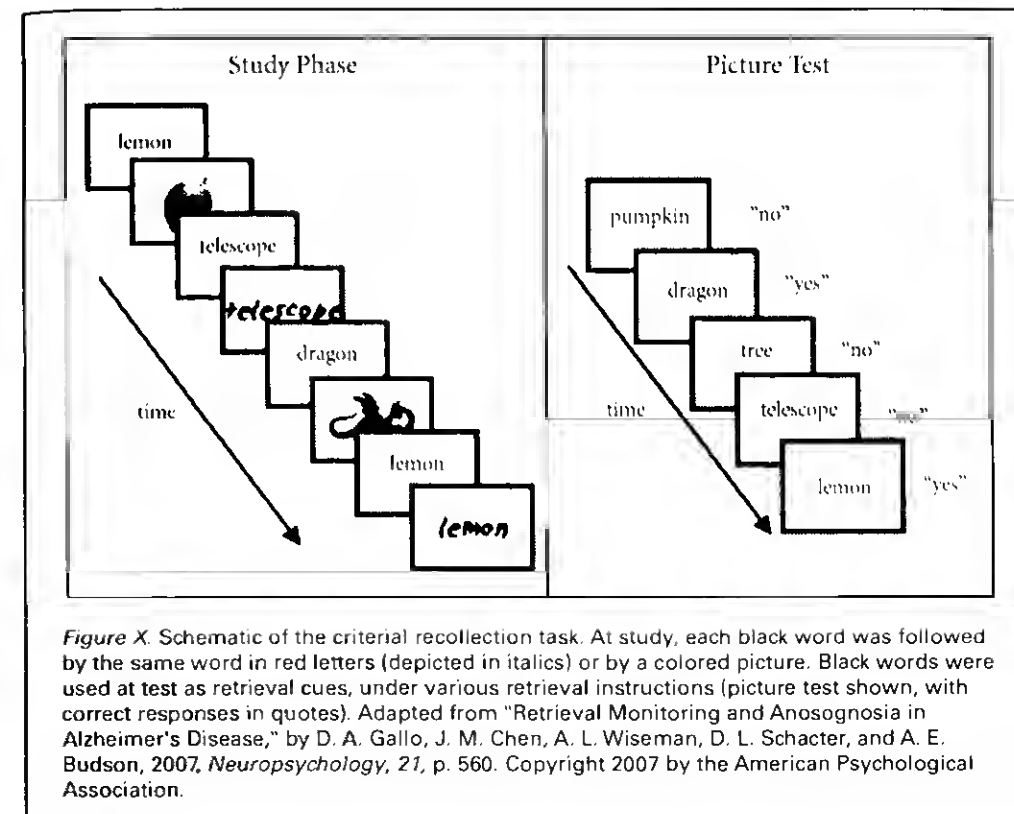 Study Phase
lemon
telescope
telescope
dragon
lemon
lemon
time
Picture Test
pumpkin "no"
dragon "yes"
tree "no"
telescope
lemon "yes"
time
Figure X. Schematic of the criterial recollection task. At study, each black word was followed
by the same word in red letters (depicted in italics) or by a colored picture. Black words were
used at test as retrieval cues, under various retrieval instructions (picture test shown, with
correct responses in quotes). Adapted from "Retrieval Monitoring and Anosognosia in
Alzheimer's Disease," by D. A. Gallo, J. M. Chen, A. L. Wiseman, D. L. Schacter, and A. E.
Budson, 2007, Neuropsychology, 21, p. 560. Copyright 2007 by the American Psychological
Association.